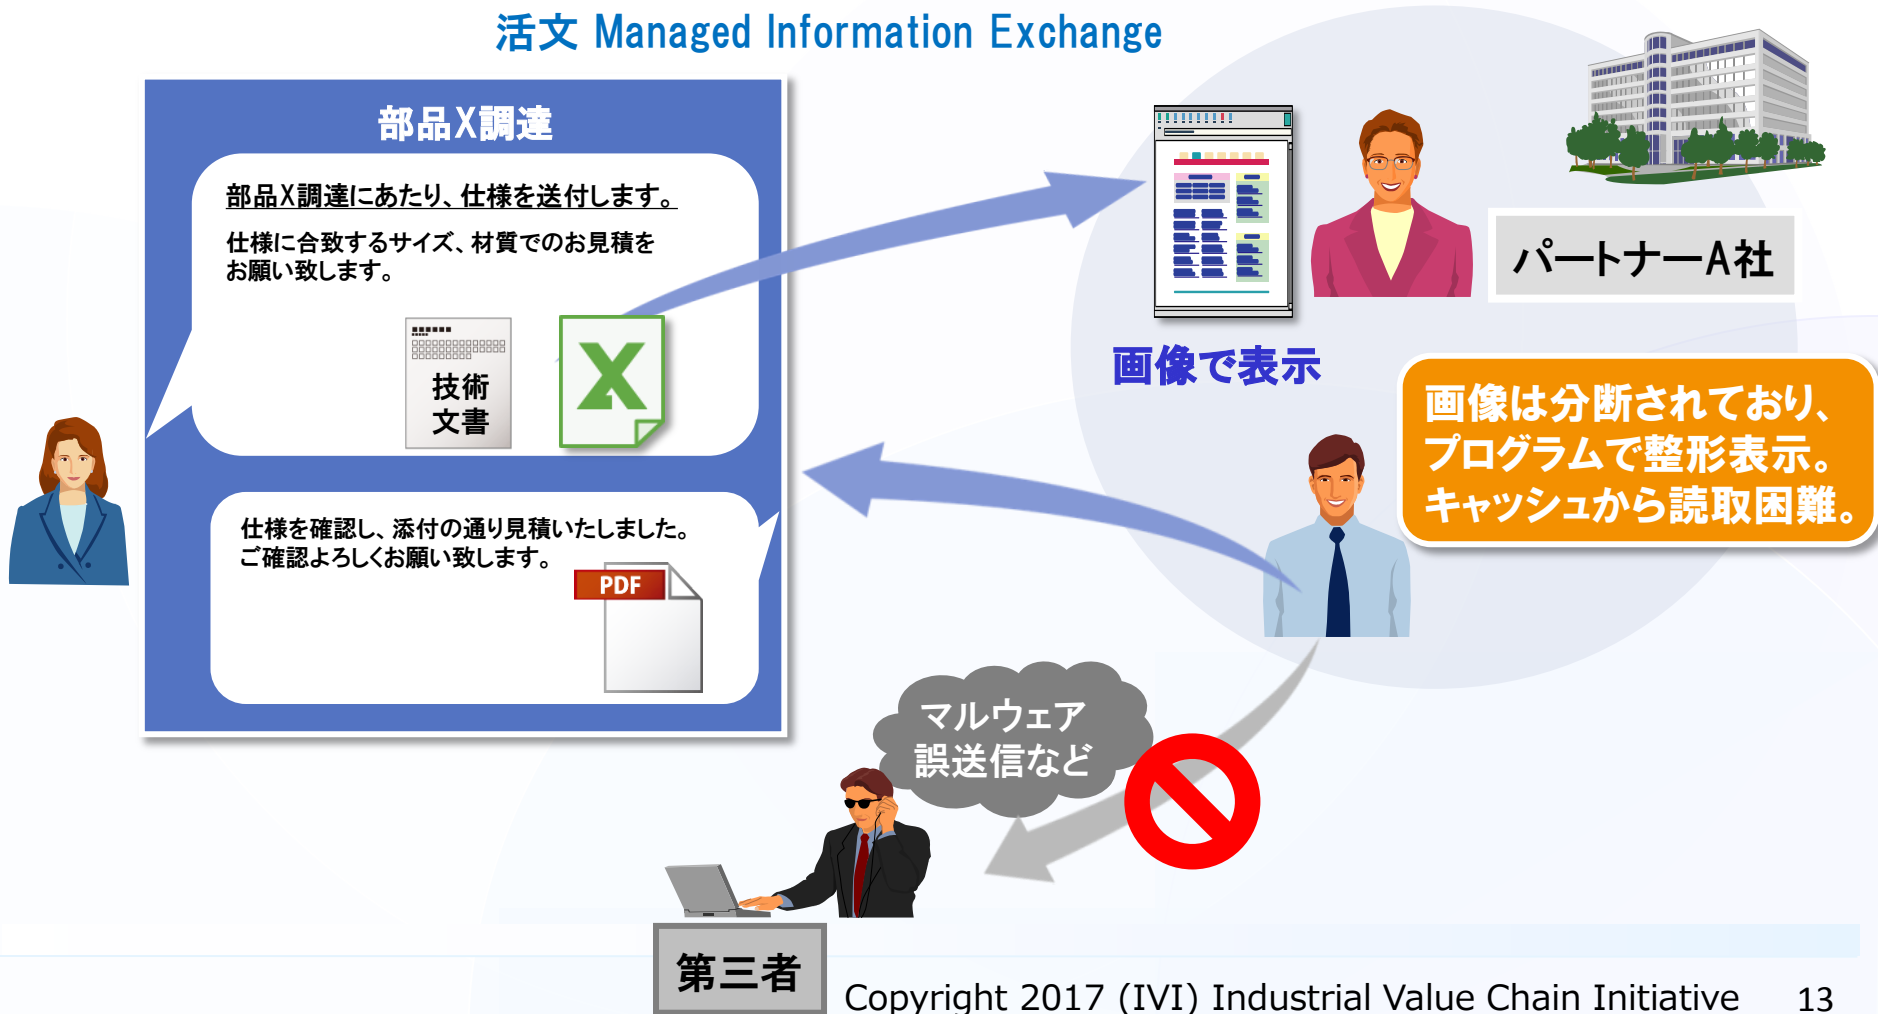 活文 Managed Information Exchange
部品X調達
部品X調達にあたり、仕様を送付します。
仕様に合致するサイズ、材質でのお見積を
お願い致します。
技術
文書
X
仕様を確認し、添付の通り見積いたしました。
ご確認よろしくお願い致します。
PDF
画像で表示
パートナーA社
画像は分断されており、
プログラムで整形表示。
キャッシュから読取困難。
マルウェア
誤送信など
第三者
Copyright 2017 (IVI) Industrial Value Chain Initiative
13